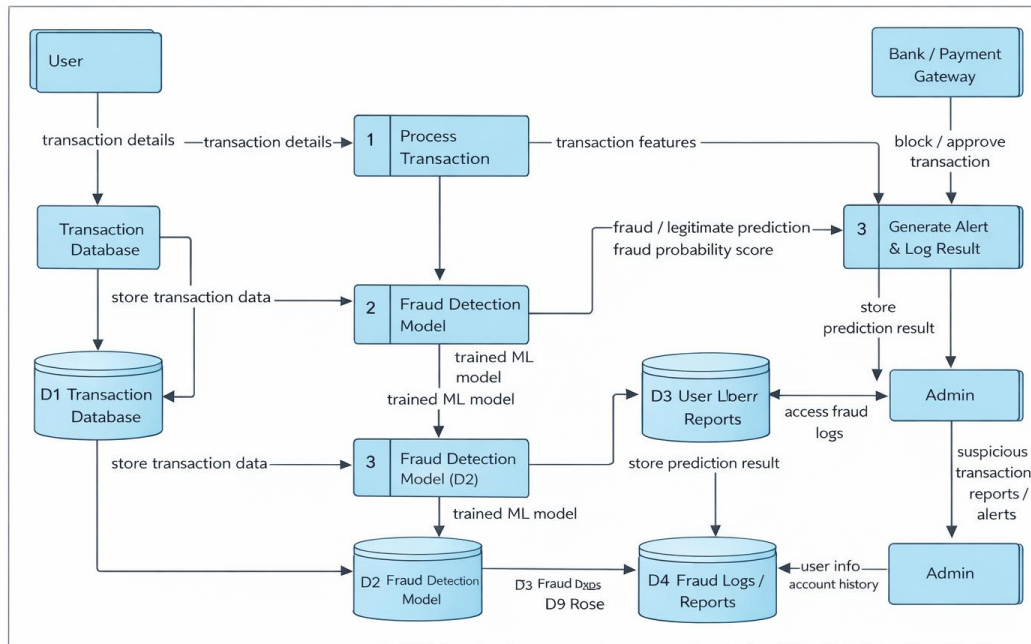 User
Bank / Payment
Gateway
transaction details
transaction details
1
Process
Transaction
transaction features
block / approve
transaction
Transaction
Database
fraud / legitimate prediction
fraud probability score
3
Generate Alert
& Log Result
store transaction data
2
Fraud Detection
Model
store
prediction result
trained ML
model
trained ML model
D1 Transaction
Database
D3 User
Reports
access fraud
logs
Admin
store transaction data
3
Fraud Detection
Model (D2)
store prediction result
suspicious
transaction
reports /
alerts
trained ML model
D2 Fraud Detection
Model
D3 Fraud
D9 Rose
D4 Fraud Logs /
Reports
user info
account history
Admin